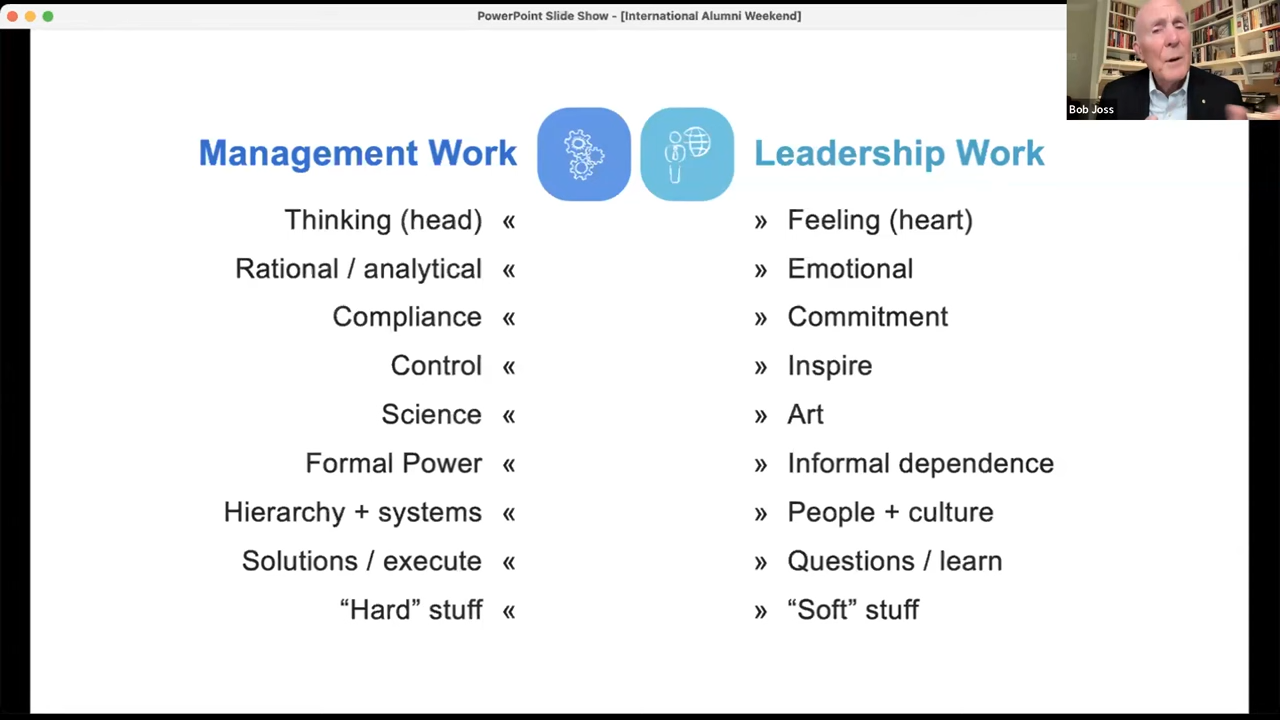 PowerPoint Slide Show - [International Alumni Weekend]
Bob Joss
Management Work Leadership Work
Thinking (head) « » Feeling (heart)
Rational / analytical « » Emotional
Compliance « » Commitment
Control « » Inspire
Science « » Art
Formal Power « » Informal dependence
Hierarchy + systems « » People + culture
Solutions / execute « » Questions / learn
“Hard” stuff « » “Soft” stuff